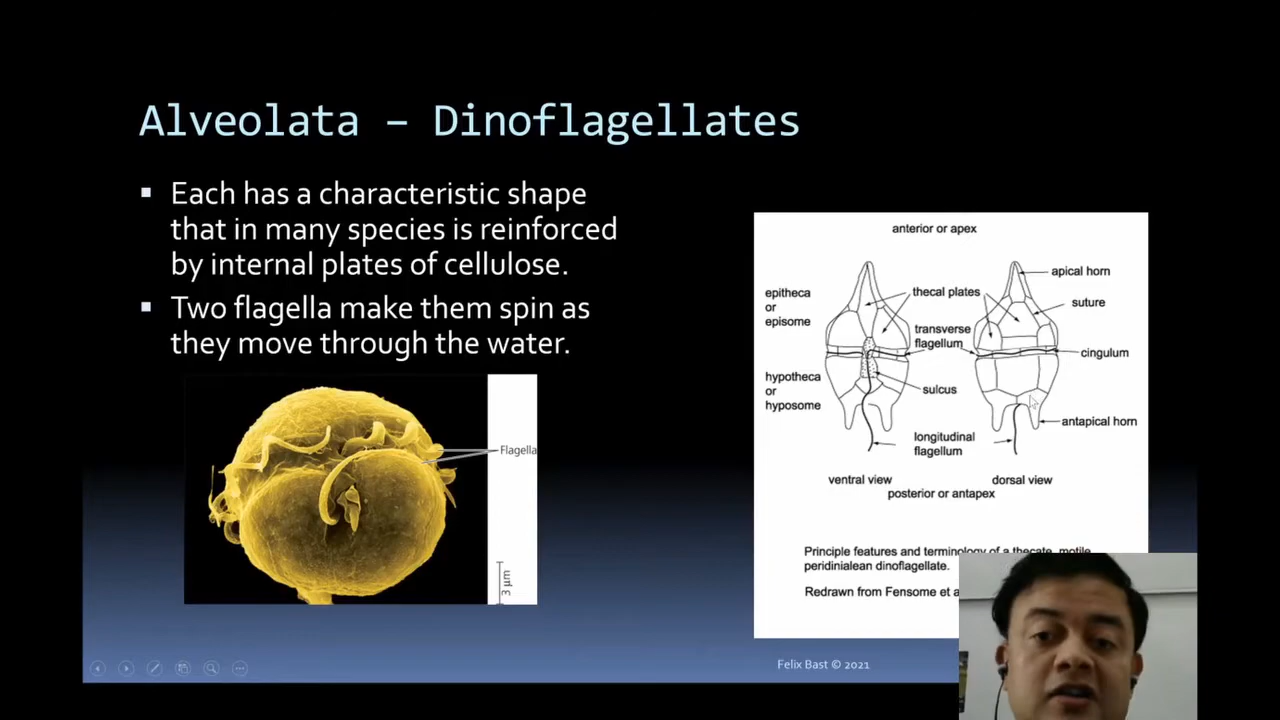 Alveolata – Dinoflagellates
▪ Each has a characteristic shape
that in many species is reinforced
by internal plates of cellulose.
▪ Two flagella make them spin as
they move through the water.
Flagella
3 µm
anterior or apex
epitheca
or
episome
thecal plates
apical horn
suture
transverse
flagellum
cingulum
hypotheca
or
hyposome
sulcus
antapical horn
longitudinal
flagellum
ventral view
dorsal view
posterior or antapex
Principle features and terminology of a thecate, motile
peridinialean dinoflagellate.
Redrawn from Fensome et
Felix Bast © 2021